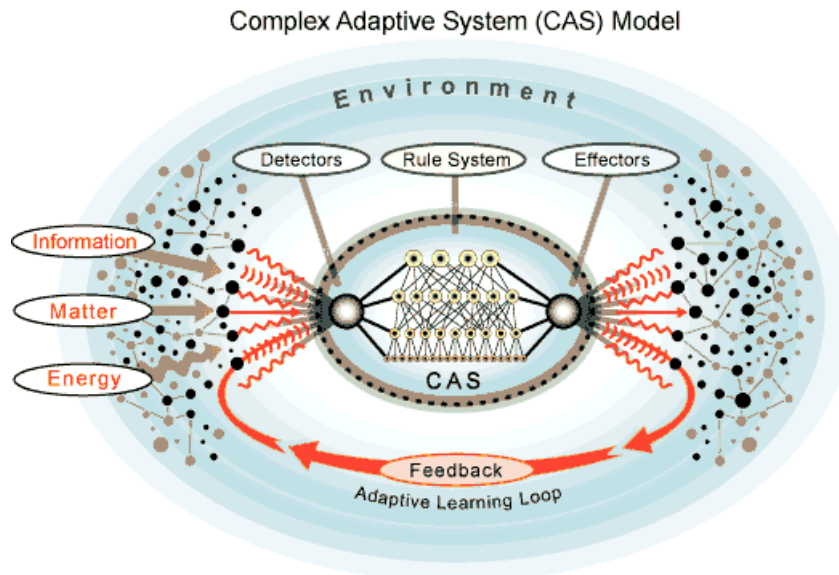 Complex Adaptive System (CAS) Model
Environment
Detectors
Rule System
Effectors
Information
Matter
Energy
CAS
Feedback
Adaptive Learning Loop